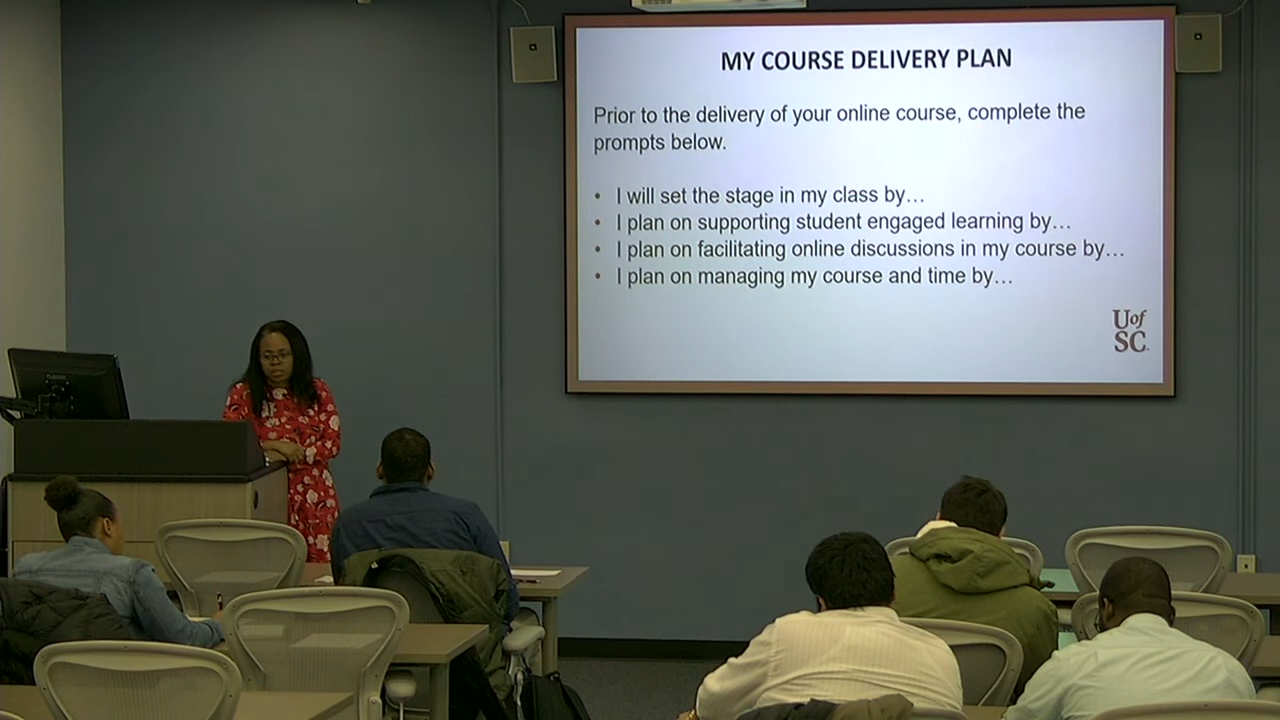 MY COURSE DELIVERY PLAN
Prior to the delivery of your online course, complete the
prompts below.
• I will set the stage in my class by…
• I plan on supporting student engaged learning by…
• I plan on facilitating online discussions in my course by…
• I plan on managing my course and time by…
Uof
SC